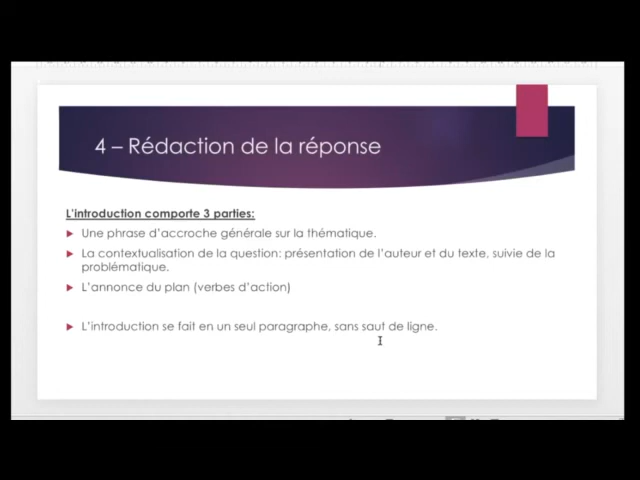 4 – Rédaction de la réponse
L'introduction comporte 3 parties:
Une phrase d'accroche générale sur la thématique.
La contextualisation de la question: présentation de l'auteur et du texte, suivie de la
problématique.
L'annonce du plan (verbes d'action)
L'introduction se fait en un seul paragraphe, sans saut de ligne.